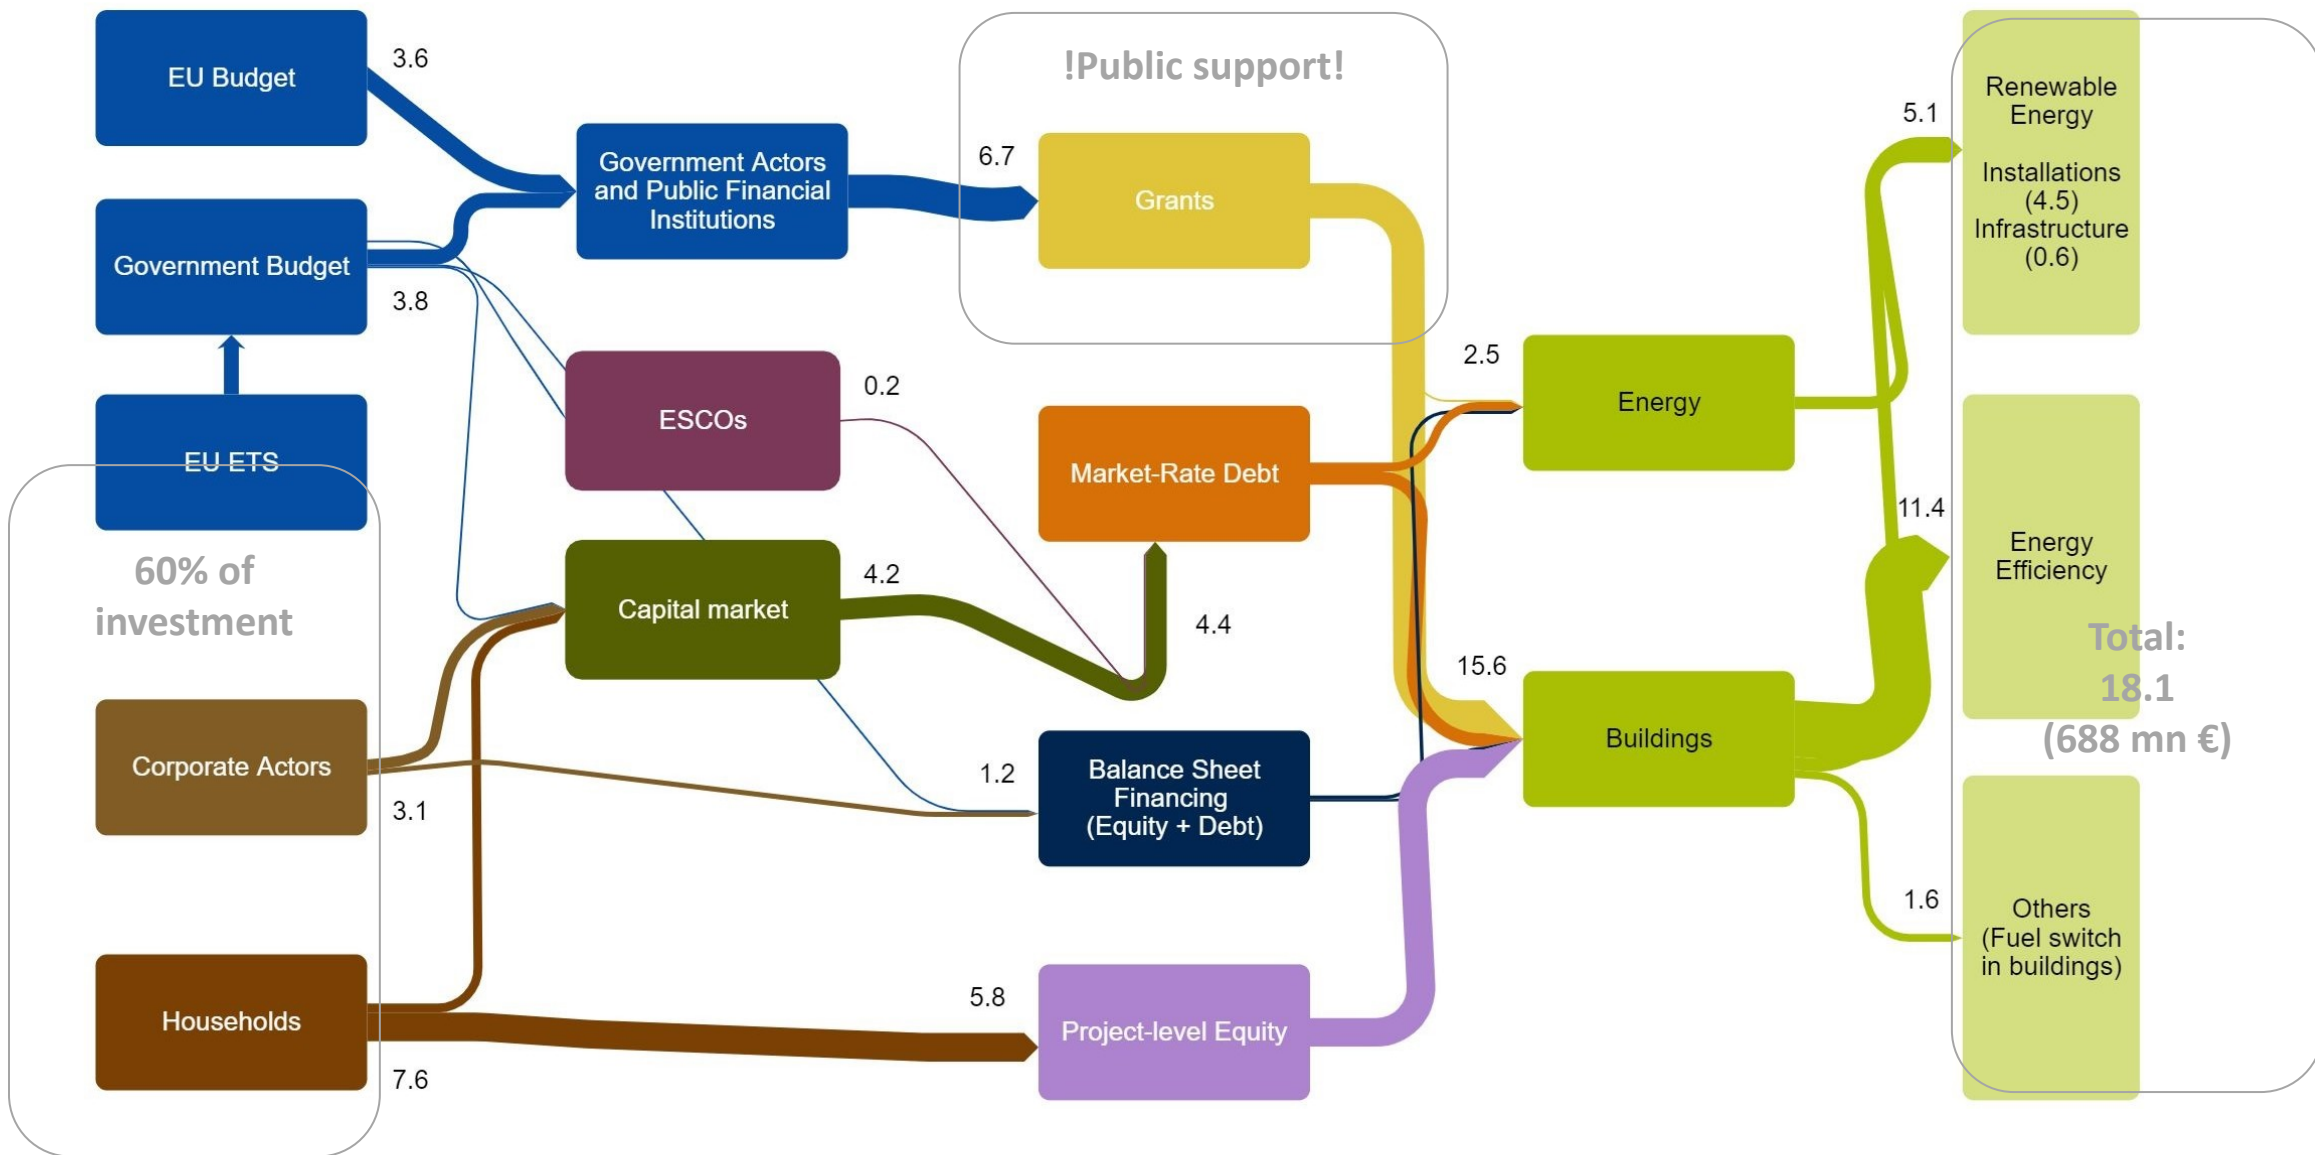 EU Budget
3.6
Government Budget
3.8
EU ETS
60% of
investment
Corporate Actors
3.1
Households
7.6
Government Actors
and Public Financial
Institutions
ESCOs
0.2
Capital market
4.2
!Public support!
6.7
Grants
Market-Rate Debt
4.4
1.2
Balance Sheet
Financing
(Equity + Debt)
5.8
Project-level Equity
2.5
Energy
15.6
Buildings
5.1
Renewable
Energy
Installations
(4.5)
Infrastructure
(0.6)
11.4
Energy
Efficiency
Total:
18.1
(688 mn €)
1.6
Others
(Fuel switch
in buildings)